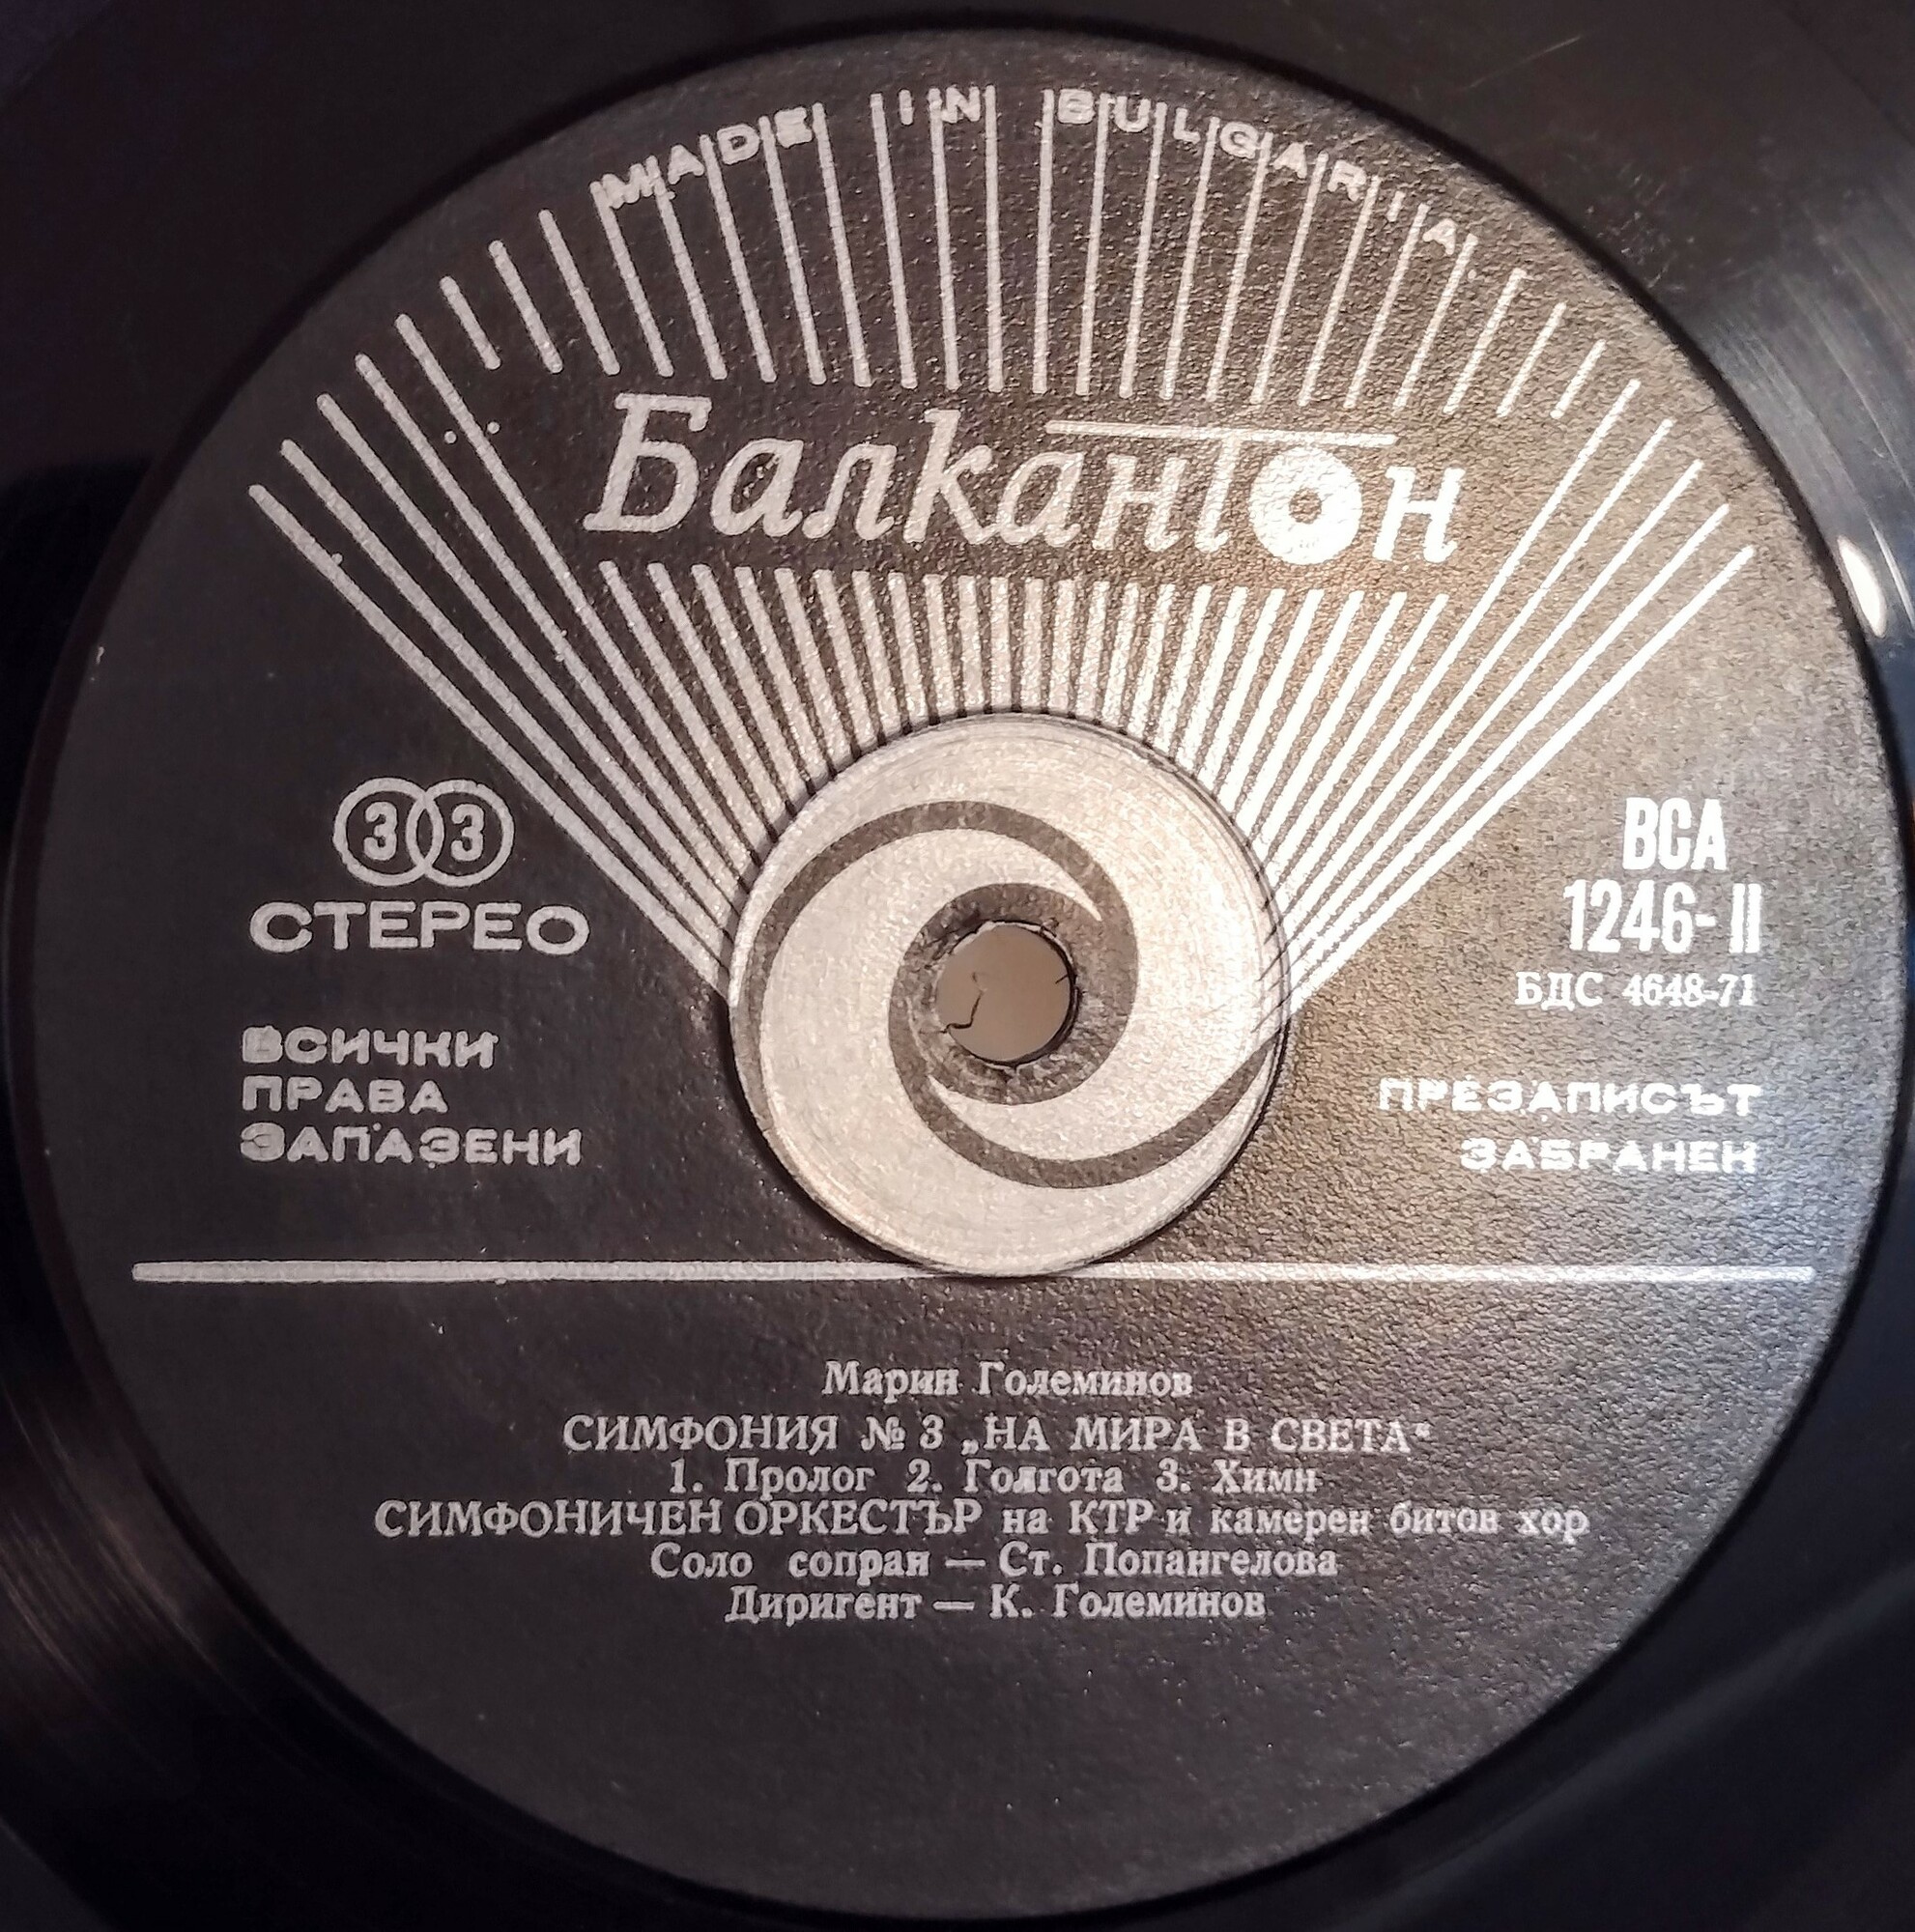 MADE IN BULGARIA
Балкантон
33
СТЕРЕО
ВСИЧКИ
ПРАВА
ЗАПАЗЕНИ
ВСА
1246-II
БДС 4648-71
ПРЕЗАПИСЪТ
ЗАБРАНЕН
Марин Големинов
СИМФОНИЯ № 3 „НА МИРА В СВЕТА“
1. Пролог 2. Голгота 3. Химн
СИМФОНИЧЕН ОРКЕСТЪР на КТР и камерен битов хор
Соло сопран — Ст. Попангелова
Диригент — К. Големинов